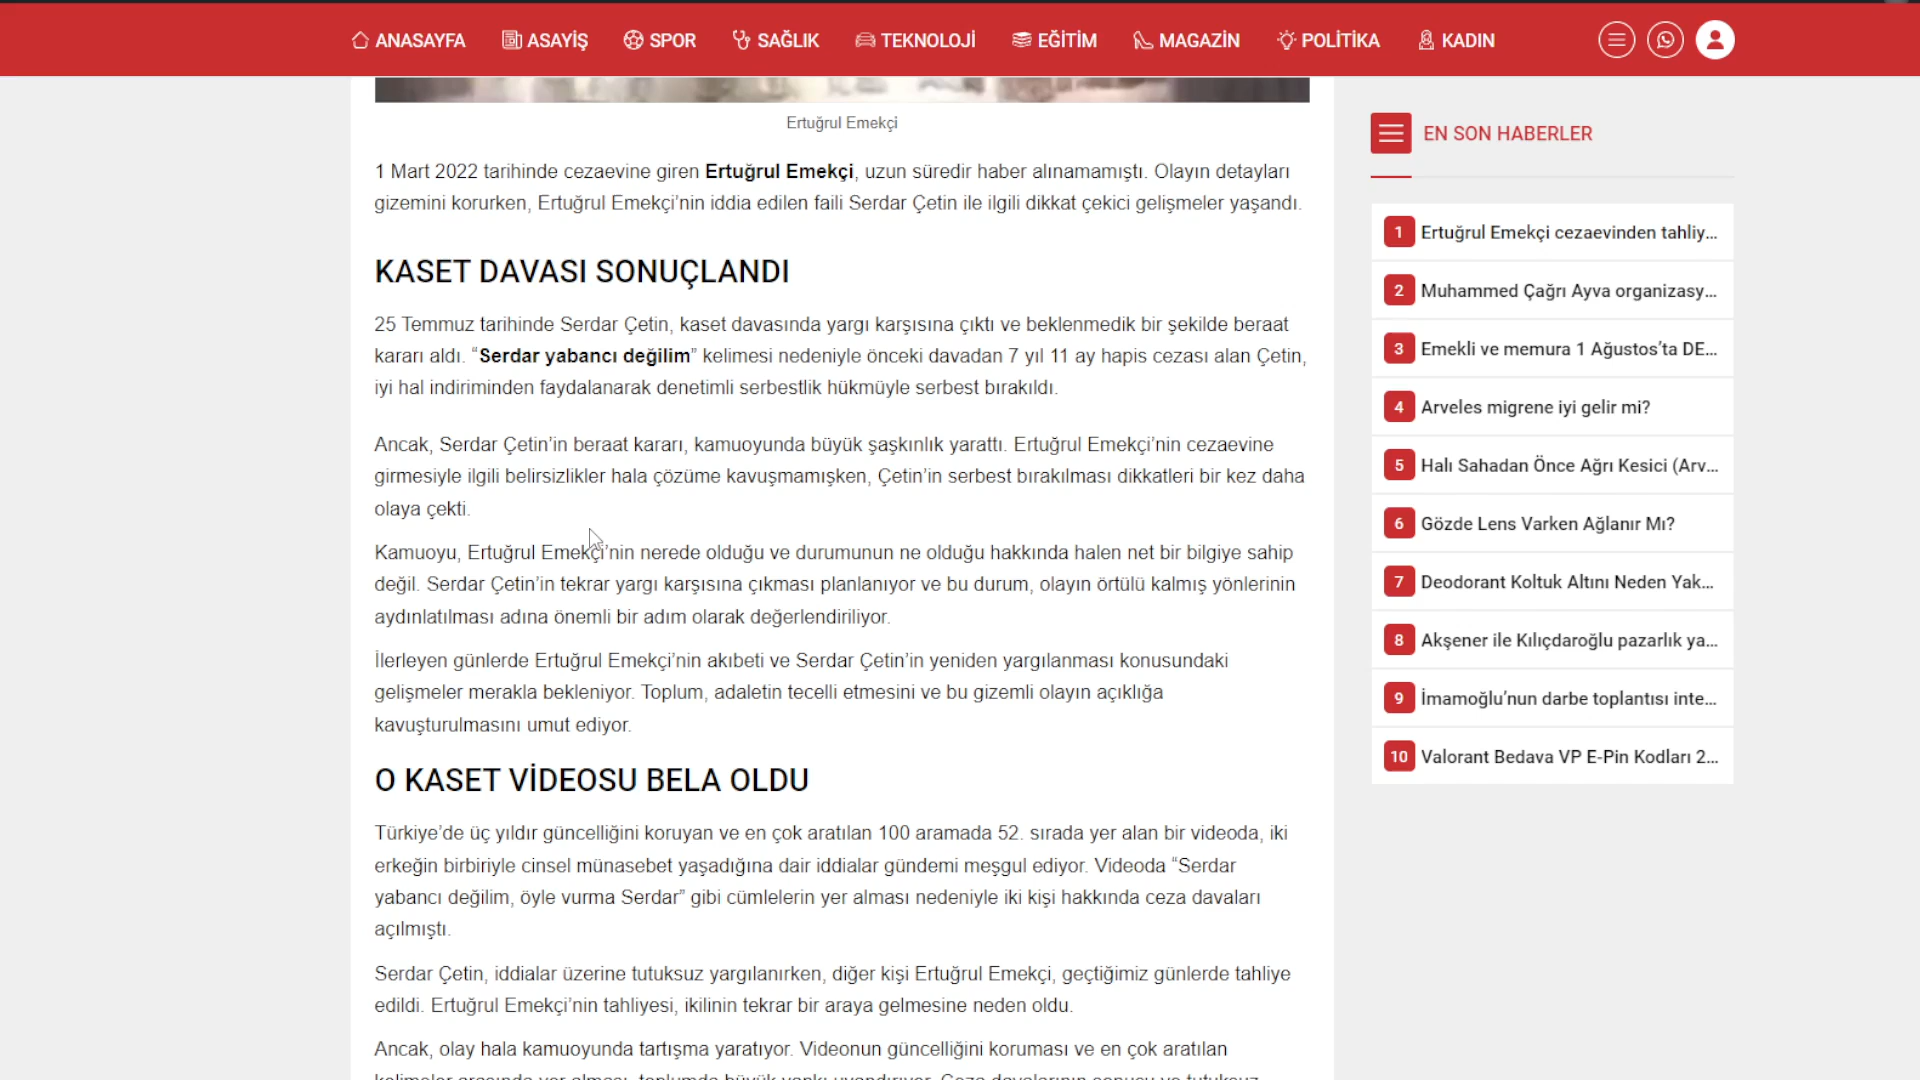 ANASAYFA ASAYİŞ SPOR SAĞLIK TEKNOLOJİ EĞİTİM MAGAZİN POLİTİKA KADIN
Ertuğrul Emekçi
1 Mart 2022 tarihinde cezaevine giren Ertuğrul Emekçi, uzun süredir haber alınamamıştı. Olayın detayları
gizemini korurken, Ertuğrul Emekçi’nin iddia edilen faili Serdar Çetin ile ilgili dikkat çekici gelişmeler yaşandı.
KASET DAVASI SONUÇLANDI
25 Temmuz tarihinde Serdar Çetin, kaset davasında yargı karşısına çıktı ve beklenmedik bir şekilde beraat
kararı aldı. “Serdar yabancı değilim” kelimesi nedeniyle önceki davadan 7 yıl 11 ay hapis cezası alan Çetin,
iyi hal indiriminden faydalanarak denetimli serbestlik hükmüyle serbest bırakıldı.
Ancak, Serdar Çetin’in beraat kararı, kamuoyunda büyük şaşkınlık yarattı. Ertuğrul Emekçi’nin cezaevine
girmesiyle ilgili belirsizlikler hala çözüme kavuşmamışken, Çetin’in serbest bırakılması dikkatleri bir kez daha
olaya çekti.
Kamuoyu, Ertuğrul Emekçi’nin nerede olduğu ve durumunun ne olduğu hakkında halen net bir bilgiye sahip
değil. Serdar Çetin’in tekrar yargı karşısına çıkması planlanıyor ve bu durum, olayın örtülü kalmış yönlerinin
aydınlatılması adına önemli bir adım olarak değerlendiriliyor.
İlerleyen günlerde Ertuğrul Emekçi’nin akıbeti ve Serdar Çetin’in yeniden yargılanması konusundaki
gelişmeler merakla bekleniyor. Toplum, adaletin tecelli etmesini ve bu gizemli olayın açıklığa
kavuşturulmasını umut ediyor.
O KASET VİDEOSU BELA OLDU
Türkiye’de üç yıldır güncelliğini koruyan ve en çok aratılan 100 aramada 52. sırada yer alan bir videoda, iki
erkeğin birbiriyle cinsel münasebet yaşadığına dair iddialar gündemi meşgul ediyor. Videoda “Serdar
yabancı değilim, öyle vurma Serdar” gibi cümlelerin yer alması nedeniyle iki kişi hakkında ceza davaları
açılmıştı.
Serdar Çetin, iddialar üzerine tutuksuz yargılanırken, diğer kişi Ertuğrul Emekçi, geçtiğimiz günlerde tahliye
edildi. Ertuğrul Emekçi’nin tahliyesi, ikilinin tekrar bir araya gelmesine neden oldu.
Ancak, olay hala kamuoyunda tartışma yaratıyor. Videonun güncelliğini koruması ve en çok aratılan
EN SON HABERLER
1 Ertuğrul Emekçi cezaevinden tahliy...
2 Muhammed Çağrı Ayva organizasy...
3 Emekli ve memura 1 Ağustos’ta DE...
4 Arveles migrene iyi gelir mi?
5 Halı Sahadan Önce Ağrı Kesici (Arv...
6 Gözde Lens Varken Ağlanır Mı?
7 Deodorant Koltuk Altını Neden Yak...
8 Akşener ile Kılıçdaroğlu pazarlık ya...
9 İmamoğlu’nun darbe toplantısı inte...
10 Valorant Bedava VP E-Pin Kodları 2...